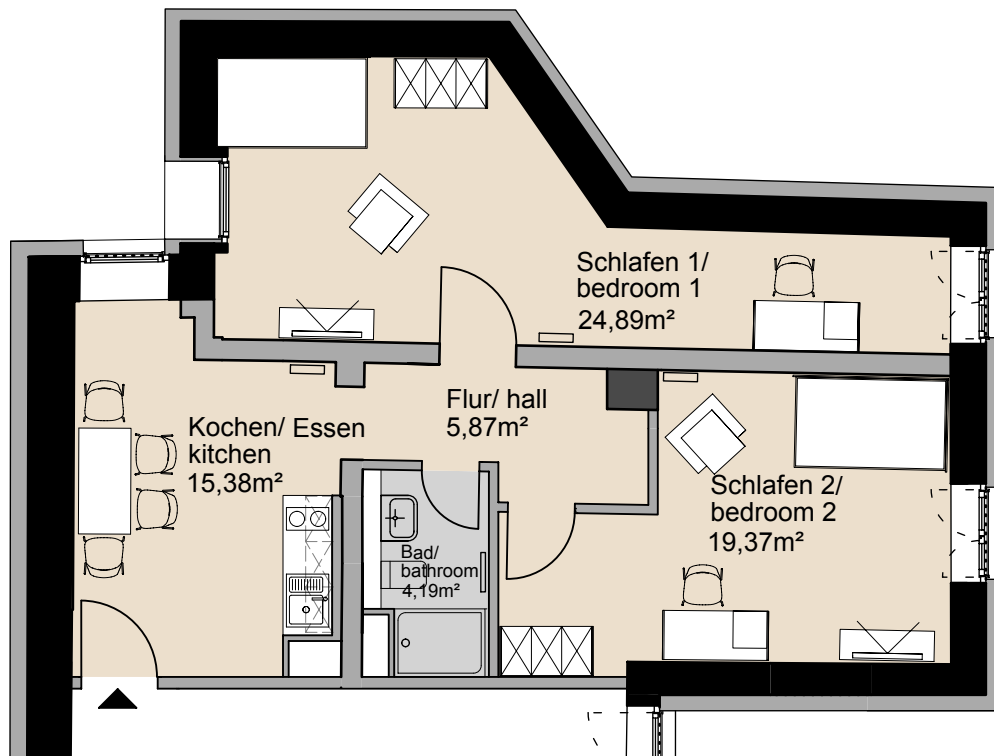 Schlafen 1/
bedroom 1
24,89m²
Flur/ hall
5,87m²
Kochen/ Essen
kitchen
15,38m²
Schlafen 2/
bedroom 2
19,37m²
Bad/
bathroom
4,19m²